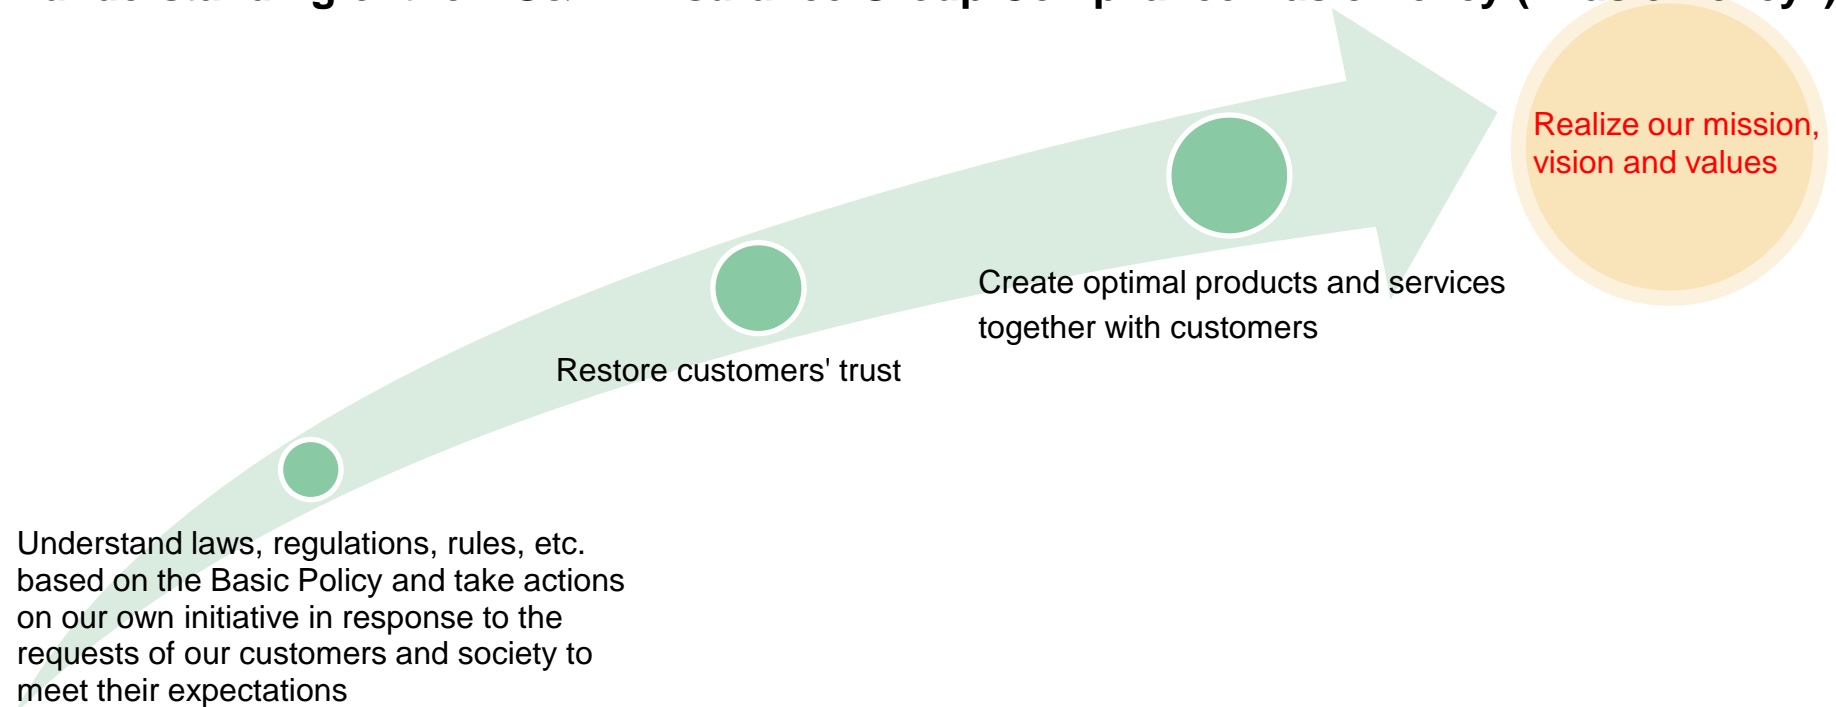 Realize our mission,
vision and values
Create optimal products and services
together with customers
Restore customers' trust
Understand laws, regulations, rules, etc.
based on the Basic Policy and take actions
on our own initiative in response to the
requests of our customers and society to
meet their expectations